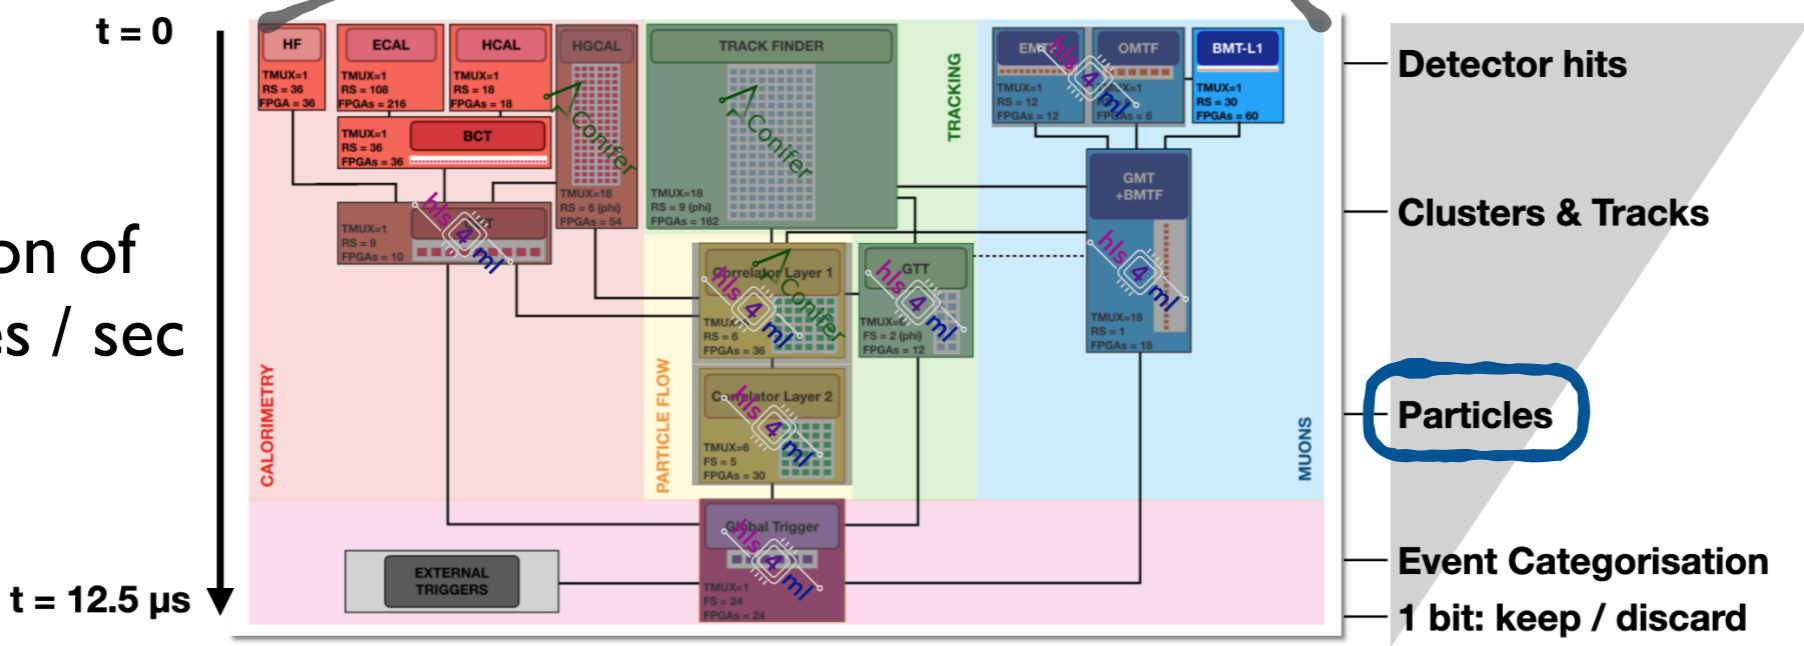 t = 0
on of
es / sec
t = 12.5 µs
HF
TMUX=1
RS = 36
FPGA = 36
ECAL
TMUX=1
RS = 108
FPGAs = 216
HCAL
TMUX=1
RS = 18
FPGAs = 18
BCT
TMUX=1
RS = 36
FPGAs = 36
HGCAL
Conifer
TMUX=18
RS = 6 (phi)
FPGAs = 54
TRACK FINDER
Conifer
TMUX=18
RS = 9 (phi)
FPGAs = 162
TRACKING
OMTF
hls 4 ml
TMUX=1
RS = 12
FPGAs = 12
FPGAs = 6
BMT-L1
TMUX=1
RS = 30
FPGAs = 60
hls 4 ml
TMUX=1
RS = 9
FPGAs = 10
GMT
+BMTF
hls 4 ml
TMUX=18
RS = 1
FPGAs = 18
Correlator Layer 1
hls 4 ml
Conifer
RS = 6
FPGAs = 36
GTT
hls 4 ml
FS = 2 (phi)
FPGAs = 12
Correlator Layer 2
hls 4 ml
TMUX=6
FS = 5
FPGAs = 30
CALORIMETRY
PARTICLE FLOW
MUONS
Global Trigger
hls 4 ml
TMUX=1
FS = 24
FPGAs = 24
EXTERNAL
TRIGGERS
Detector hits
Clusters & Tracks
Particles
Event Categorisation
1 bit: keep / discard